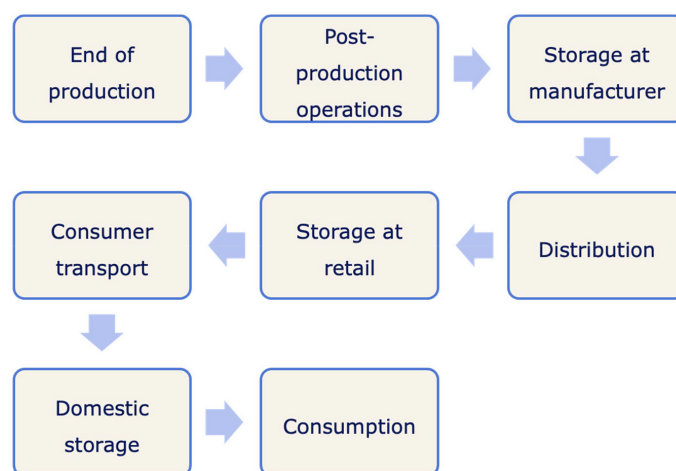 End of
production
Post-
production
operations
Storage at
manufacturer
Distribution
Storage at
retail
Consumer
transport
Domestic
storage
Consumption